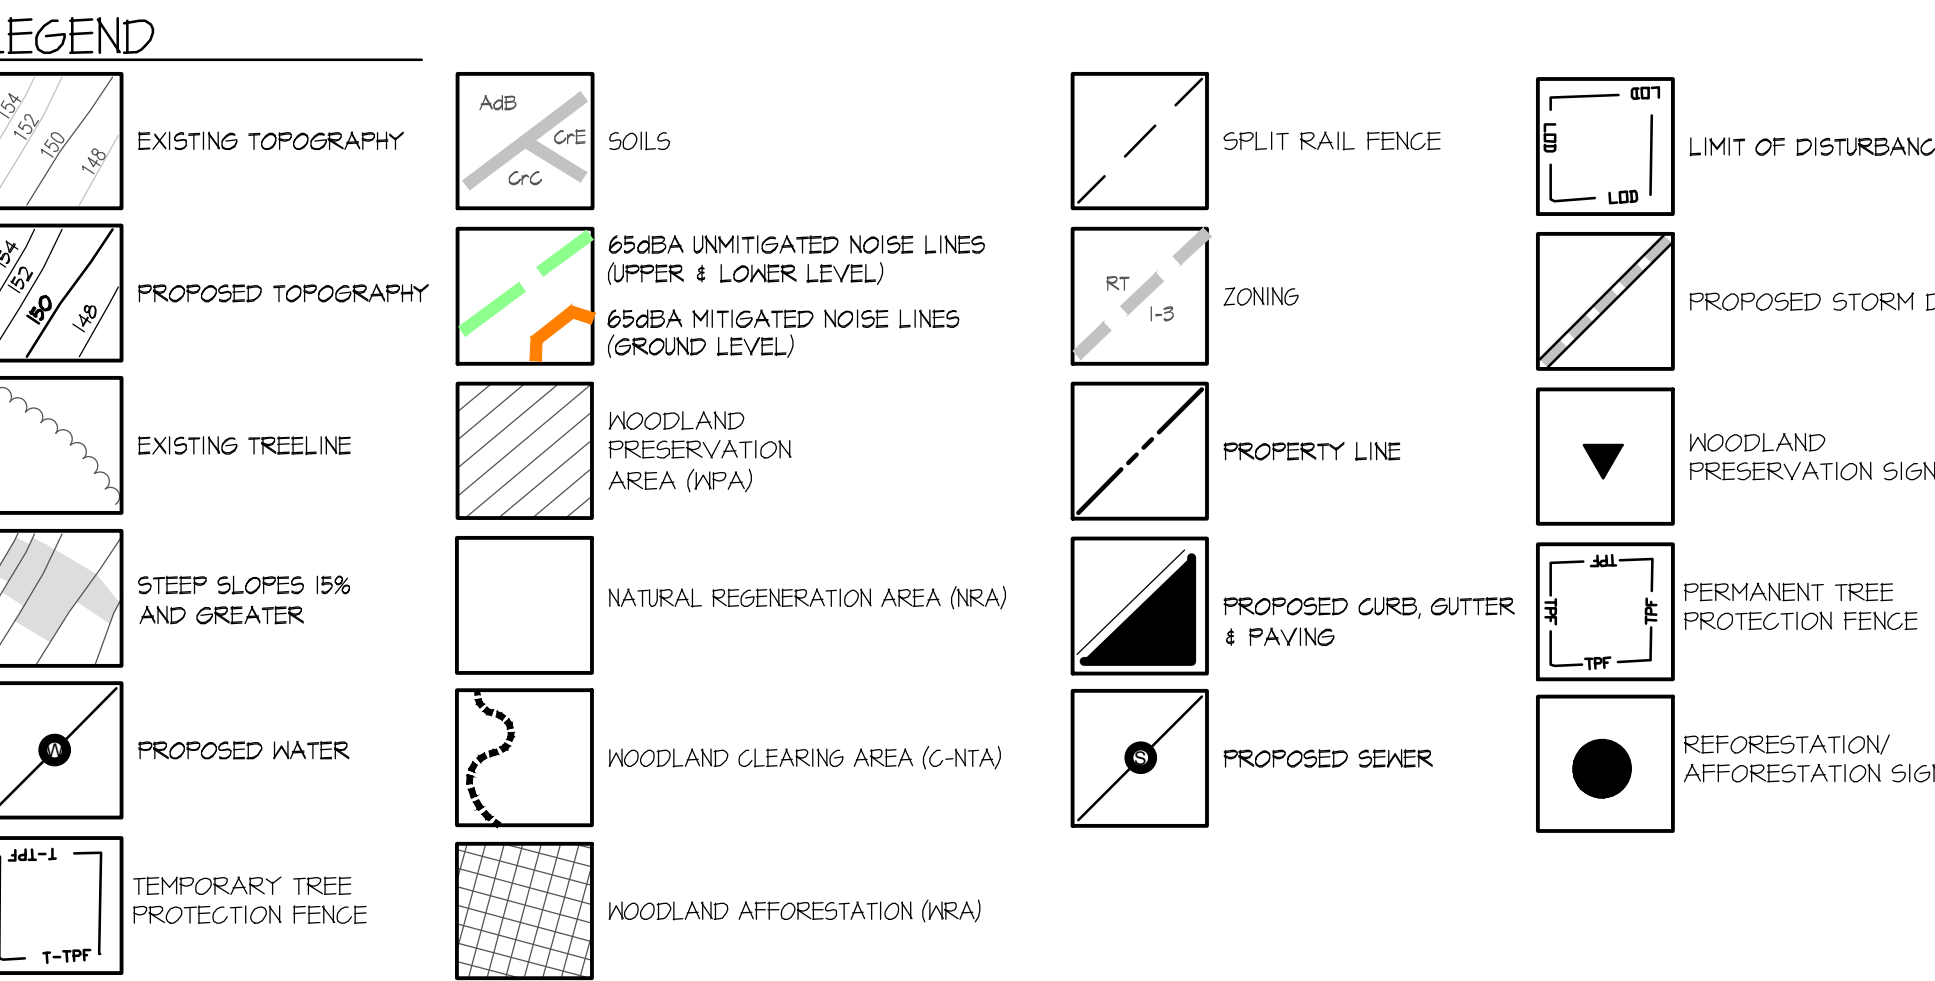 LEGEND
154
152
150
148
EXISTING TOPOGRAPHY
154
152
150
148
PROPOSED TOPOGRAPHY
EXISTING TREELINE
STEEP SLOPES 15%
AND GREATER
W
PROPOSED WATER
T-TPF
T-TPF
TEMPORARY TREE
PROTECTION FENCE
AdB
CrE
CrC
SOILS
65dBA UNMITIGATED NOISE LINES
(UPPER & LOWER LEVEL)
65dBA MITIGATED NOISE LINES
(GROUND LEVEL)
WOODLAND
PRESERVATION
AREA (WPA)
NATURAL REGENERATION AREA (NRA)
WOODLAND CLEARING AREA (C-NTA)
WOODLAND AFFORESTATION (WRA)
SPLIT RAIL FENCE
RT
I-3
ZONING
PROPERTY LINE
PROPOSED CURB, GUTTER
& PAVING
S
PROPOSED SEWER
LOD
LOD
LOD
LIMIT OF DISTURBANC
PROPOSED STORM D
WOODLAND
PRESERVATION SIGN
TPF
TPF
TPF
TPF
PERMANENT TREE
PROTECTION FENCE
REFORESTATION/
AFFORESTATION SIG